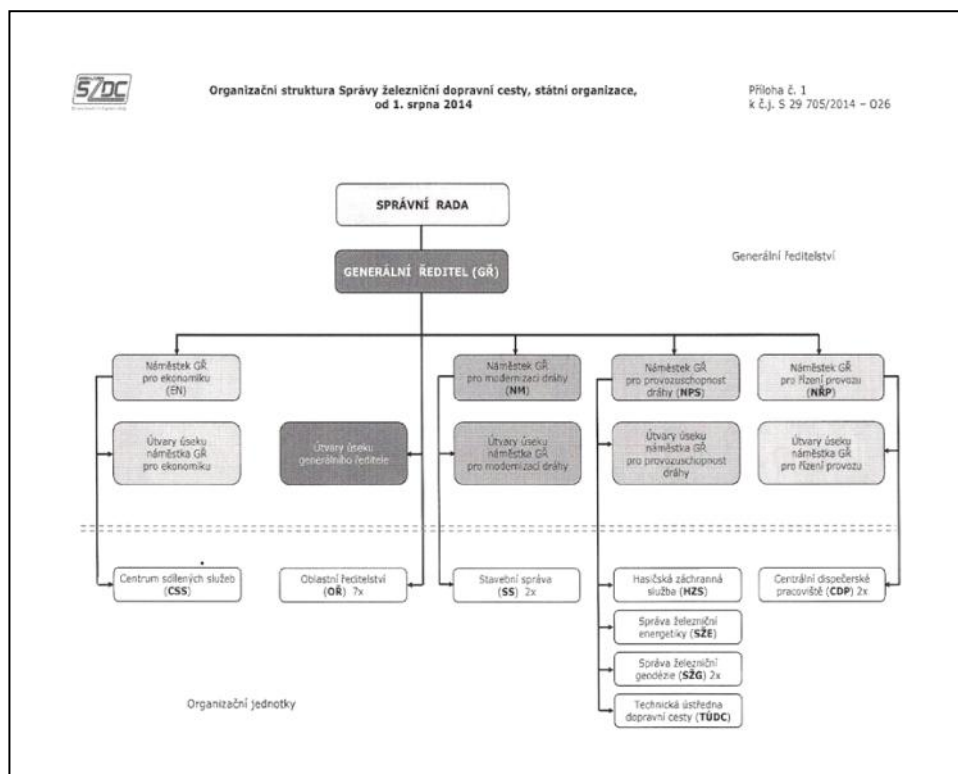 SŽDC
Organizační struktura Správy železniční dopravní cesty, státní organizace,
od 1. srpna 2014
Příloha č. 1
k č.j. S 29 705/2014 – O26
SPRÁVNÍ RADA
GENERÁLNÍ ŘEDITEL (GŘ)
Generální ředitelství
Náměstek GŘ
pro ekonomiku
(EN)
Náměstek GŘ
pro modernizaci dráhy
(NM)
Náměstek GŘ
pro provozuschopnost
dráhy (NPS)
Náměstek GŘ
pro řízení provozu
(NŘP)
Útvary úseku
náměstka GŘ
pro ekonomiku
Útvary úseku
generálního ředitele
Útvary úseku
náměstka GŘ
pro modernizaci dráhy
Útvary úseku
náměstka GŘ
pro provozuschopnost
dráhy
Útvary úseku
náměstka GŘ
pro řízení provozu
Centrum sdílených služeb
(CSS)
Oblastní ředitelství
(OŘ) 7x
Stavební správa
(SS) 2x
Hasičská záchranná
služba (HZS)
Centrální dispečerské
pracoviště (CDP) 2x
Správa železniční
energetiky (SŽE)
Správa železniční
geodézie (SŽG) 2x
Technická ústředna
dopravní cesty (TÚDC)
Organizační jednotky